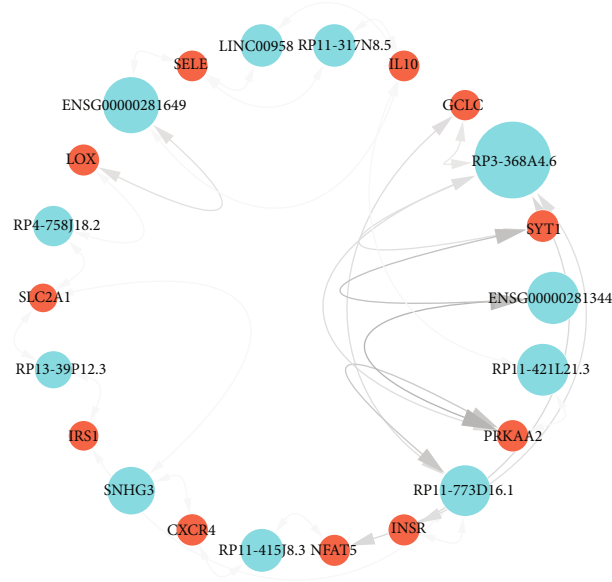 LINC00958
RP11-317N8.5
SELE
IL10
ENSG00000281649
GCLC
LOX
RP3-368A4.6
RP4-758J18.2
SYT1
SLC2A1
ENSG00000281344
RP13-39P12.3
RP11-421L21.3
IRS1
PRKAA2
SNHG3
RP11-773D16.1
CXCR4
INSR
RP11-415J8.3
NFAT5